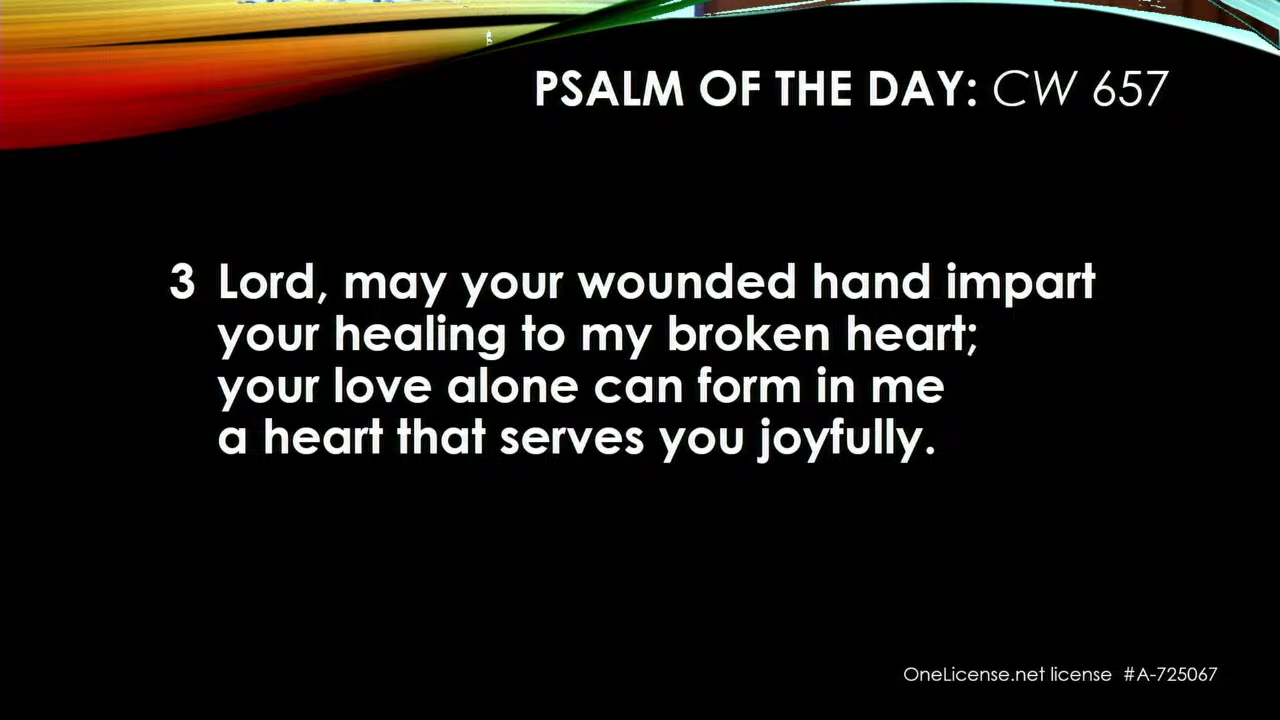 PSALM OF THE DAY: CW 657
3 Lord, may your wounded hand impart
your healing to my broken heart;
your love alone can form in me
a heart that serves you joyfully.
OneLicense.net license #A-725067